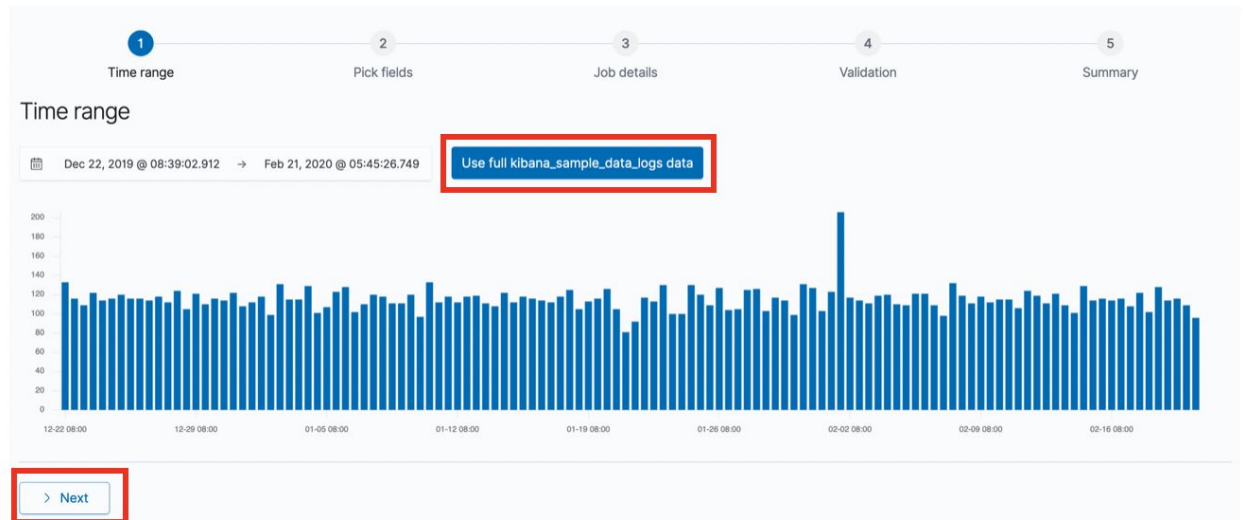 1 2 3 4 5
Time range Pick fields Job details Validation Summary
Time range
Dec 22, 2019 @ 08:39:02.912 → Feb 21, 2020 @ 05:45:26.749 Use full kibana_sample_data_logs data
200
180
160
140
120
100
80
60
40
20
0
12-22 08:00 12-29 08:00 01-05 08:00 01-12 08:00 01-19 08:00 01-26 08:00 02-02 08:00 02-09 08:00 02-16 08:00
> Next